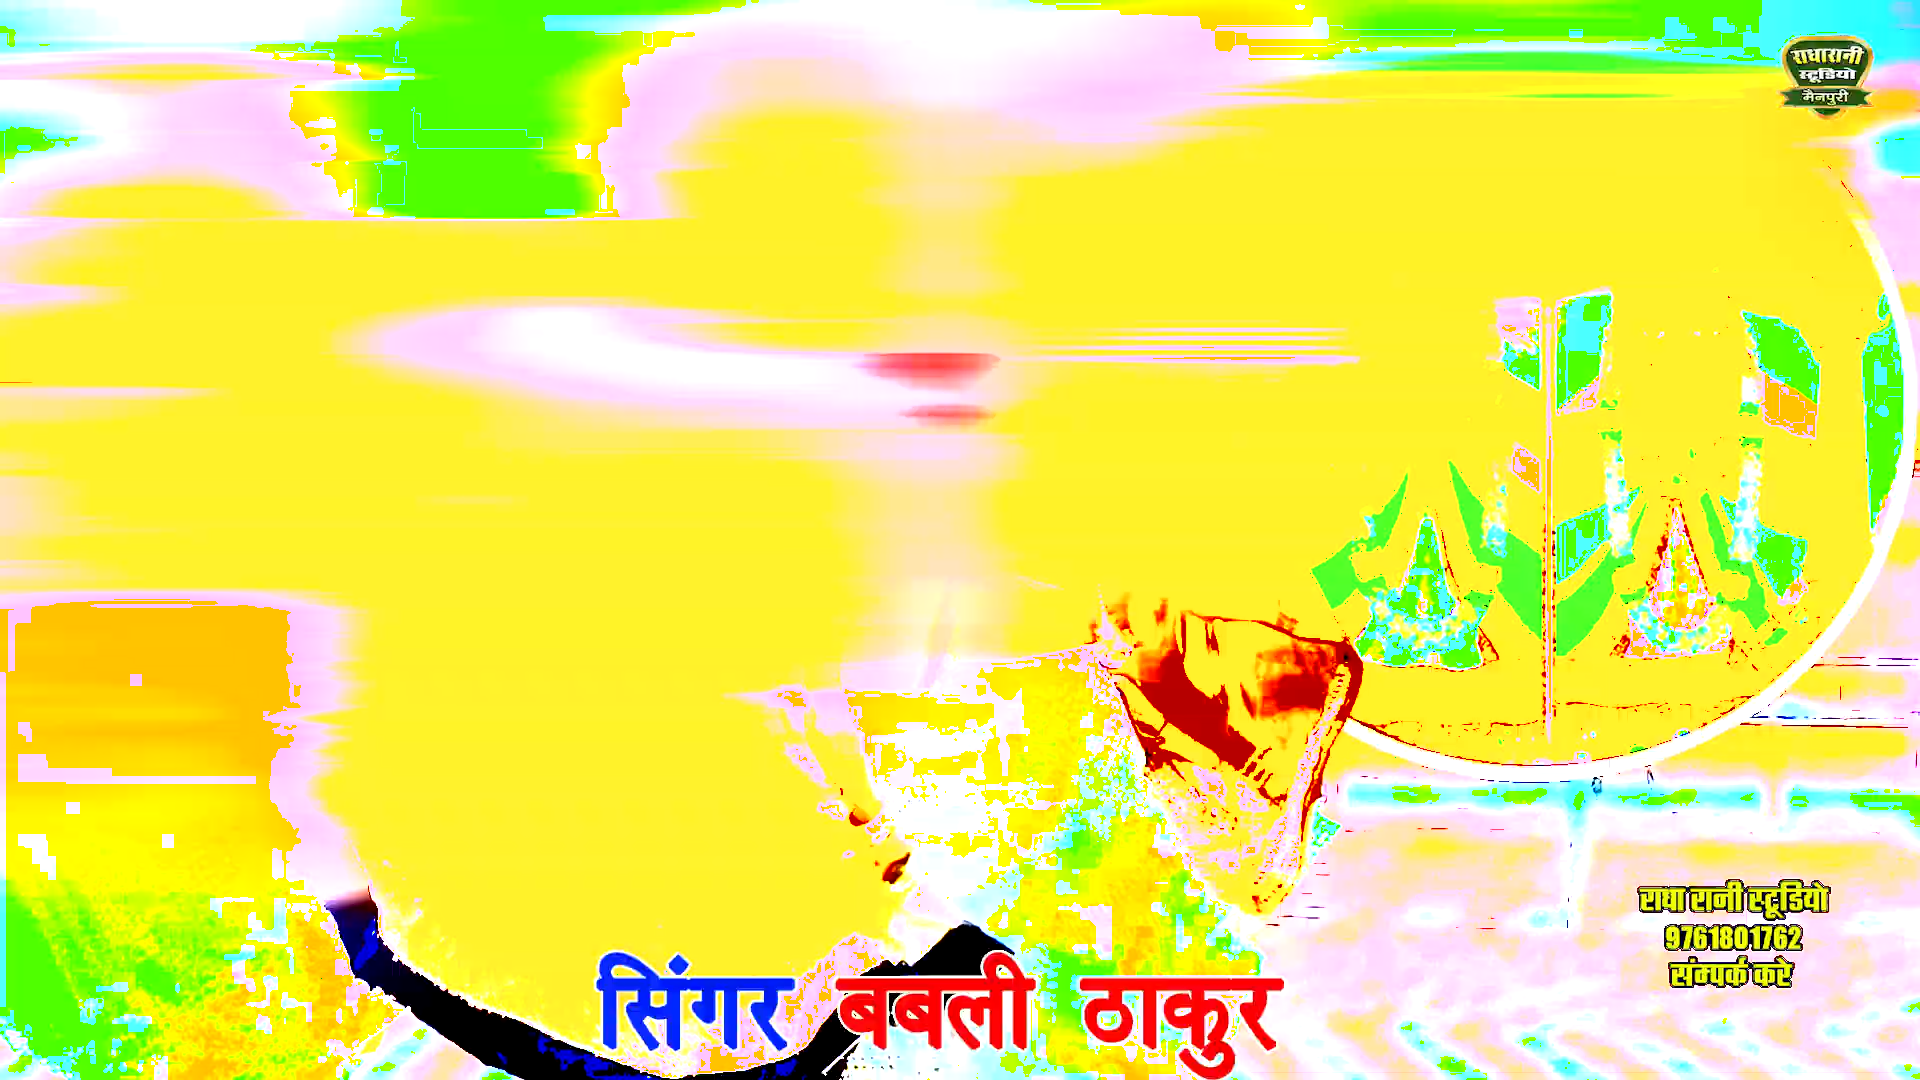 राधारानी
स्टूडियो
मैनपुरी
राधा रानी स्टूडियो
9761801762
संम्पर्क करे
सिंगर बबली ठाकुर